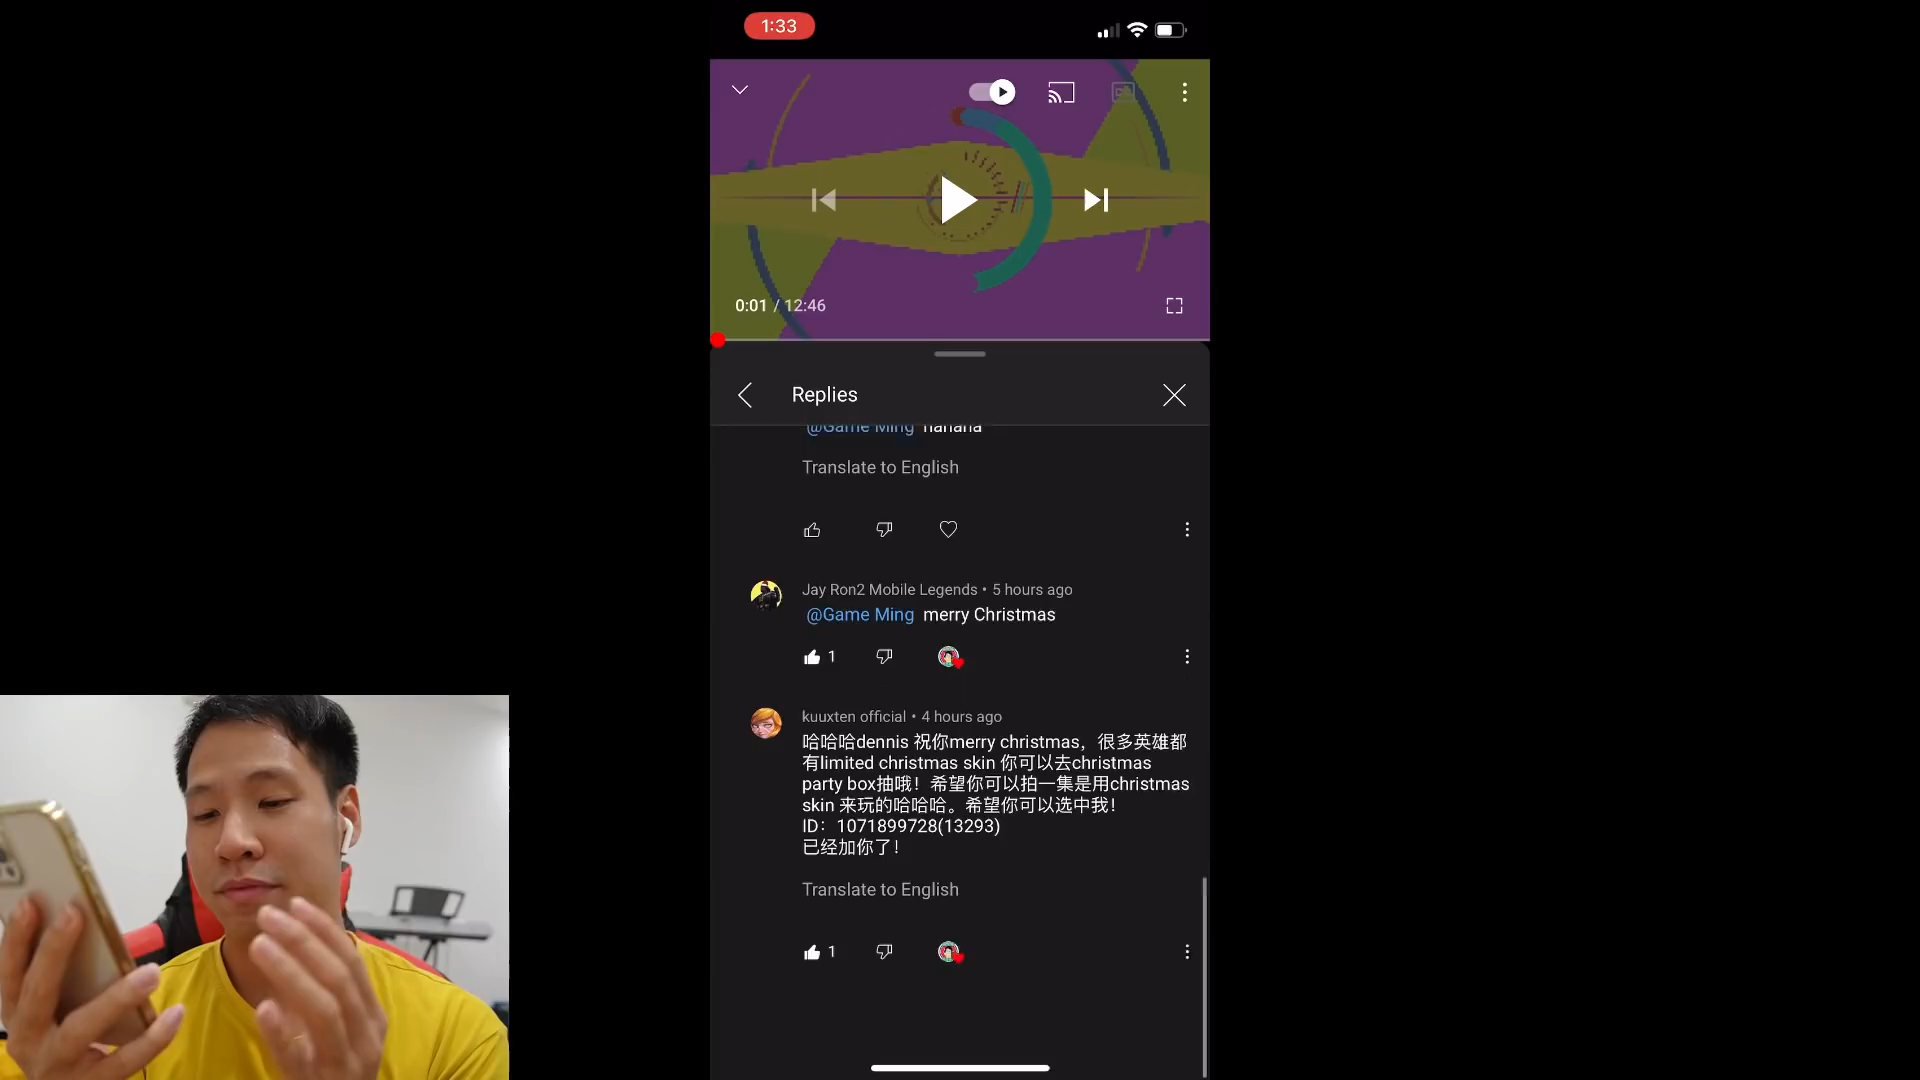 1:33
0:01 / 12:46
Replies
@Game Ming hahaha
Translate to English
Jay Ron2 Mobile Legends • 5 hours ago
@Game Ming merry Christmas
1
kuuxten official • 4 hours ago
哈哈哈dennis 祝你merry christmas，很多英雄都
有limited christmas skin 你可以去christmas
party box抽哦！希望你可以拍一集是用christmas
skin 来玩的哈哈哈。希望你可以选中我！
ID：1071899728(13293)
已经加你了！
Translate to English
1